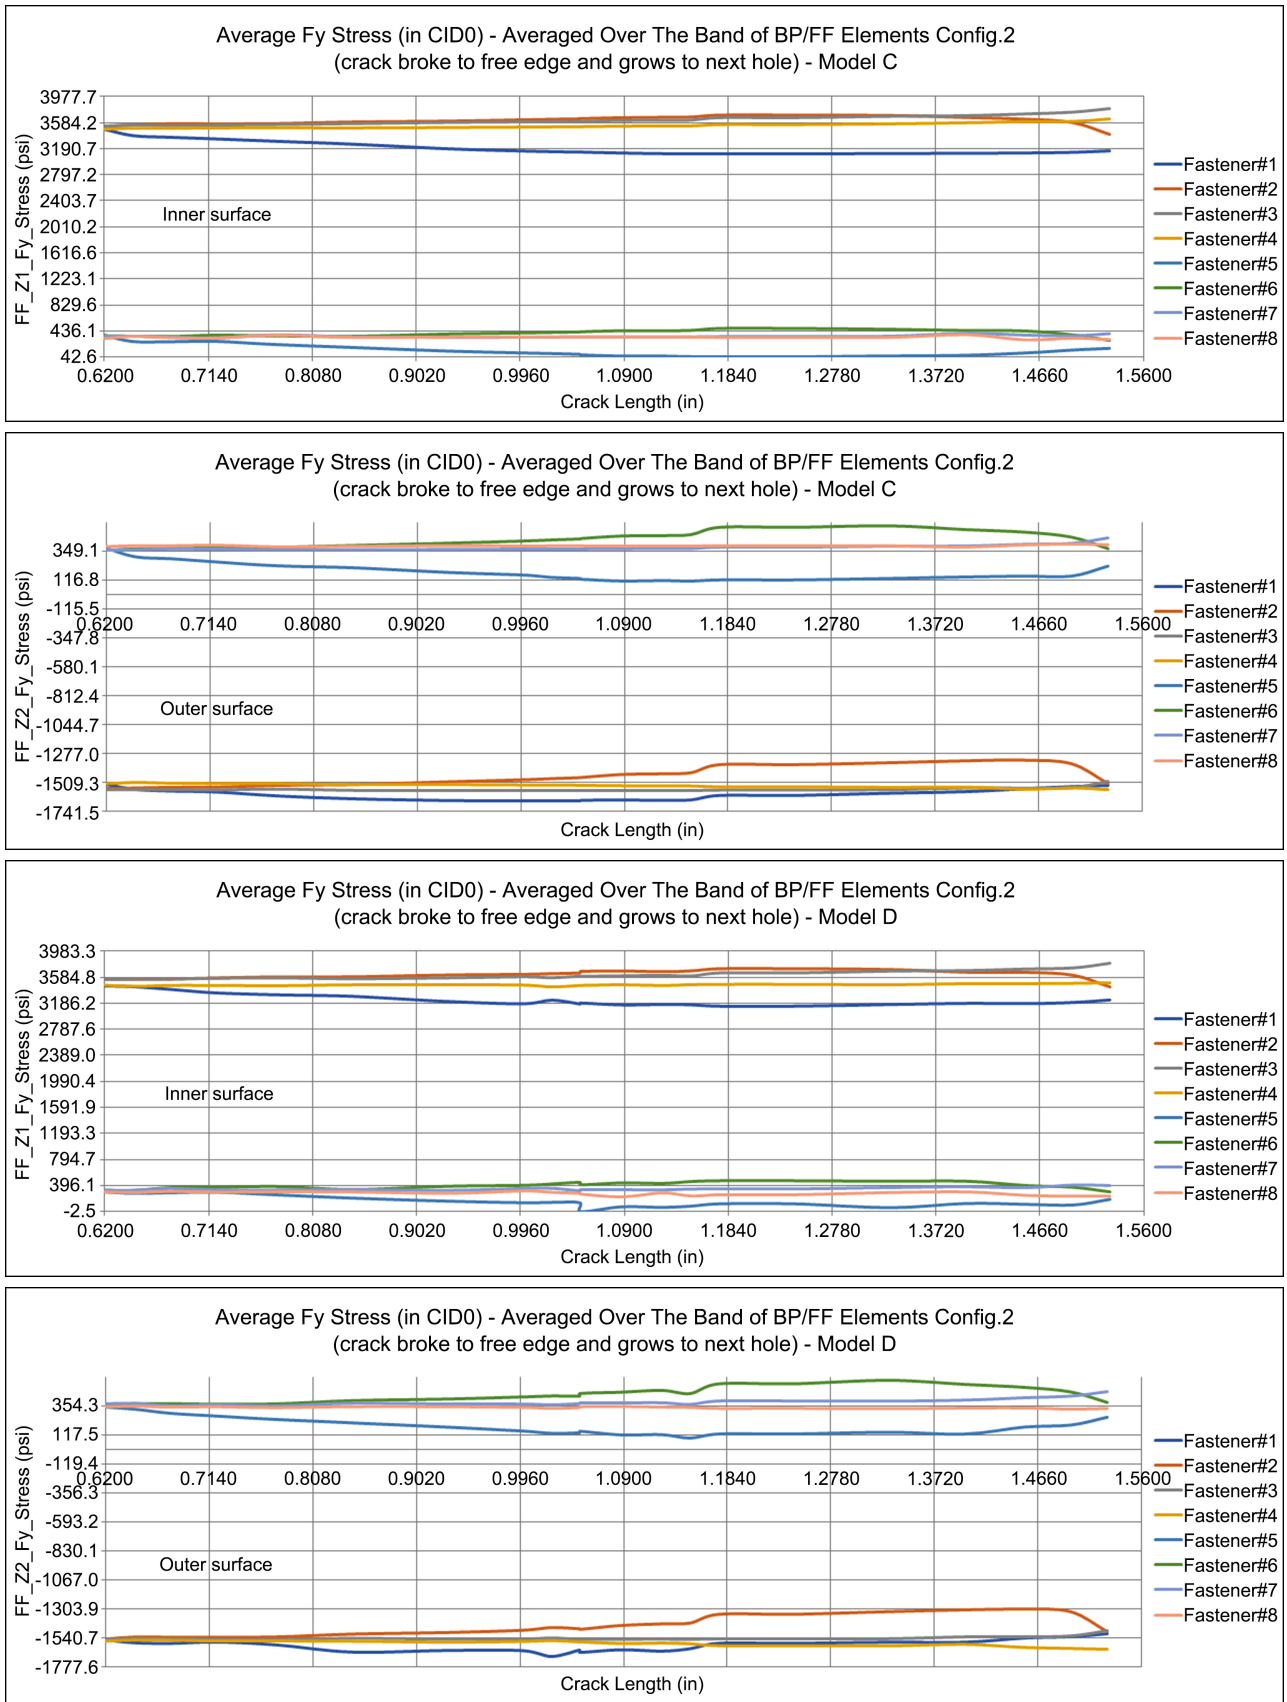 Average Fy Stress (in CID0) - Averaged Over The Band of BP/FF Elements Config.2
(crack broke to free edge and grows to next hole) - Model C
FF_Z1_Fy_Stress (psi)
3977.7
3584.2
3190.7
2797.2
2403.7
2010.2
1616.6
1223.1
829.6
436.1
42.6
Inner surface
0.6200 0.7140 0.8080 0.9020 0.9960 1.0900 1.1840 1.2780 1.3720 1.4660 1.5600
Crack Length (in)
Fastener#1
Fastener#2
Fastener#3
Fastener#4
Fastener#5
Fastener#6
Fastener#7
Fastener#8
Average Fy Stress (in CID0) - Averaged Over The Band of BP/FF Elements Config.2
(crack broke to free edge and grows to next hole) - Model C
FF_Z2_Fy_Stress (psi)
349.1
116.8
-115.5
0.6200 0.7140 0.8080 0.9020 0.9960 1.0900 1.1840 1.2780 1.3720 1.4660 1.5600
-347.8
-580.1
-812.4
-1044.7
-1277.0
-1509.3
-1741.5
Outer surface
Crack Length (in)
Fastener#1
Fastener#2
Fastener#3
Fastener#4
Fastener#5
Fastener#6
Fastener#7
Fastener#8
Average Fy Stress (in CID0) - Averaged Over The Band of BP/FF Elements Config.2
(crack broke to free edge and grows to next hole) - Model D
FF_Z1_Fy_Stress (psi)
3983.3
3584.8
3186.2
2787.6
2389.0
1990.4
1591.9
1193.3
794.7
396.1
-2.5
Inner surface
0.6200 0.7140 0.8080 0.9020 0.9960 1.0900 1.1840 1.2780 1.3720 1.4660 1.5600
Crack Length (in)
Fastener#1
Fastener#2
Fastener#3
Fastener#4
Fastener#5
Fastener#6
Fastener#7
Fastener#8
Average Fy Stress (in CID0) - Averaged Over The Band of BP/FF Elements Config.2
(crack broke to free edge and grows to next hole) - Model D
FF_Z2_Fy_Stress (psi)
354.3
117.5
-119.4
0.6200 0.7140 0.8080 0.9020 0.9960 1.0900 1.1840 1.2780 1.3720 1.4660 1.5600
-356.3
-593.2
-830.1
-1067.0
-1303.9
-1540.7
-1777.6
Outer surface
Crack Length (in)
Fastener#1
Fastener#2
Fastener#3
Fastener#4
Fastener#5
Fastener#6
Fastener#7
Fastener#8